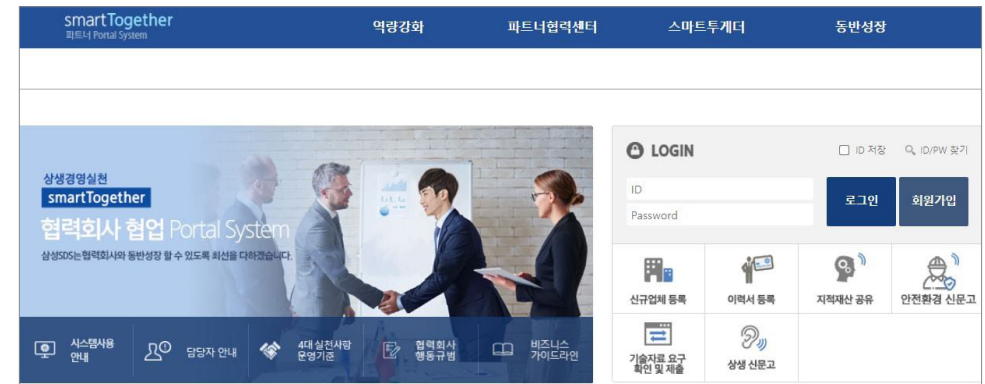 smartTogether
파트너 Portal System
역량강화
파트너협력센터
스마트투게더
동반성장
상생경영실천
smartTogether
협력회사 협업 Portal System
삼성SDS는 협력회사와 동반성장 할 수 있도록 최선을 다하겠습니다.
시스템사용
안내
담당자 안내
4대 실천사항
운영기준
협력회사
행동규범
비즈니스
가이드라인
LOGIN
ID 저장
ID/PW 찾기
ID
Password
로그인
회원가입
신규업체 등록
이력서 등록
지적재산 공유
안전환경 신문고
기술자료 요구
확인 및 제출
상생 신문고